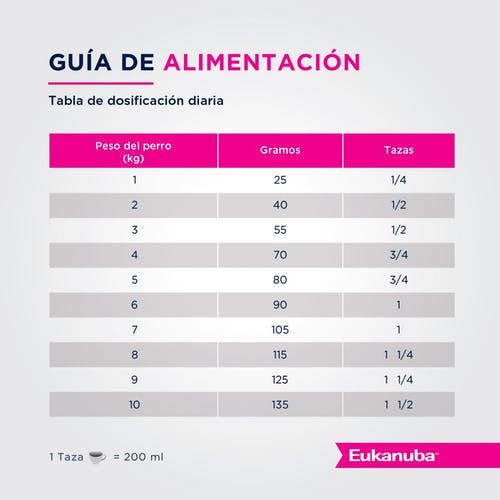 GUÍA DE ALIMENTACIÓN
Tabla de dosificación diaria
Peso del perro (kg) Gramos Tazas
1 25 1/4
2 40 1/2
3 55 1/2
4 70 3/4
5 80 3/4
6 90 1
7 105 1
8 115 1 1/4
9 125 1 1/4
10 135 1 1/2
1 Taza = 200 ml
Eukanuba™